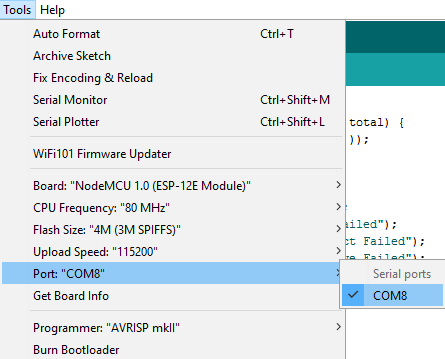 Tools Help
Auto Format Ctrl+T
Archive Sketch
Fix Encoding & Reload
Serial Monitor Ctrl+Shift+M
Serial Plotter Ctrl+Shift+L
WiFi101 Firmware Updater
Board: "NodeMCU 1.0 (ESP-12E Module)"
CPU Frequency: "80 MHz"
Flash Size: "4M (3M SPIFFS)"
Upload Speed: "115200"
Port: "COM8"
Get Board Info
Programmer: "AVRISP mkII"
Burn Bootloader
total) {
));
ailed");
ct Failed");
ve Failed");
Serial ports
COM8